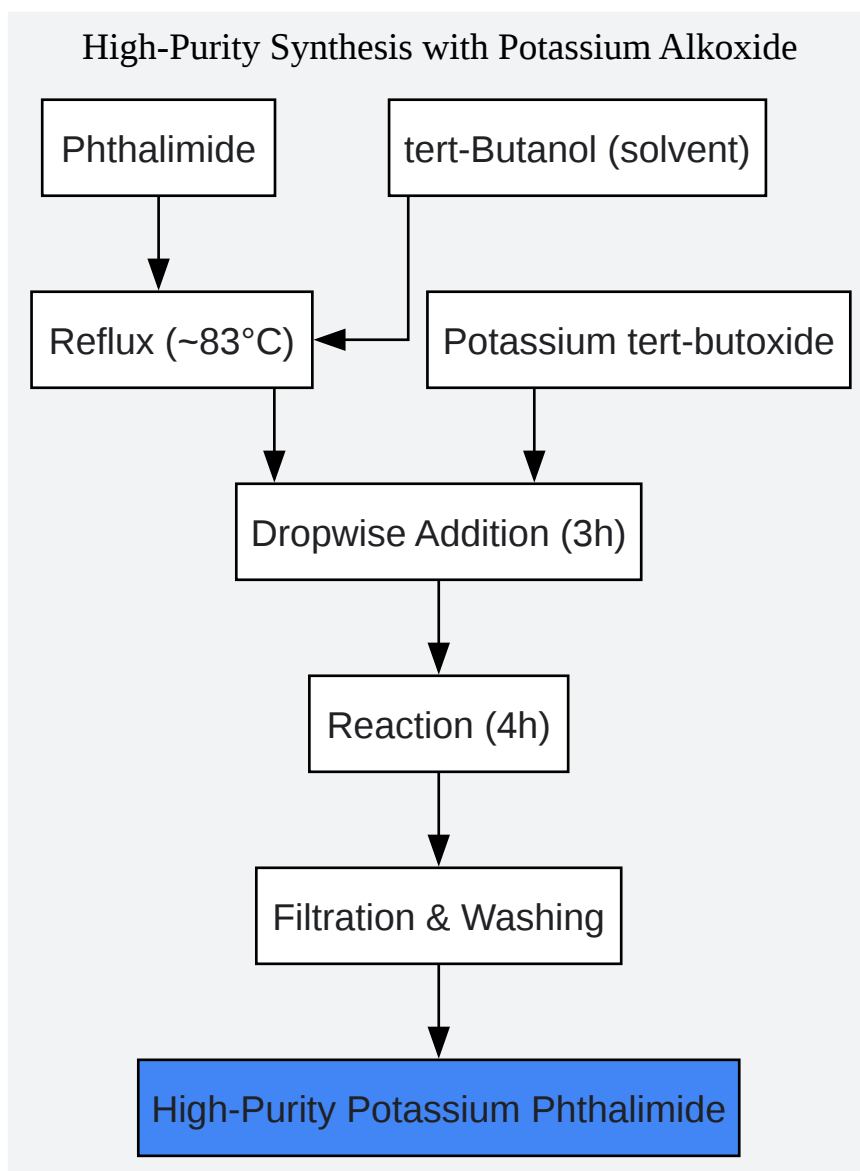 High-Purity Synthesis with Potassium Alkoxide
Phthalimide
tert-Butanol (solvent)
Reflux (~83°C)
Potassium tert-butoxide
Dropwise Addition (3h)
Reaction (4h)
Filtration & Washing
High-Purity Potassium Phthalimide